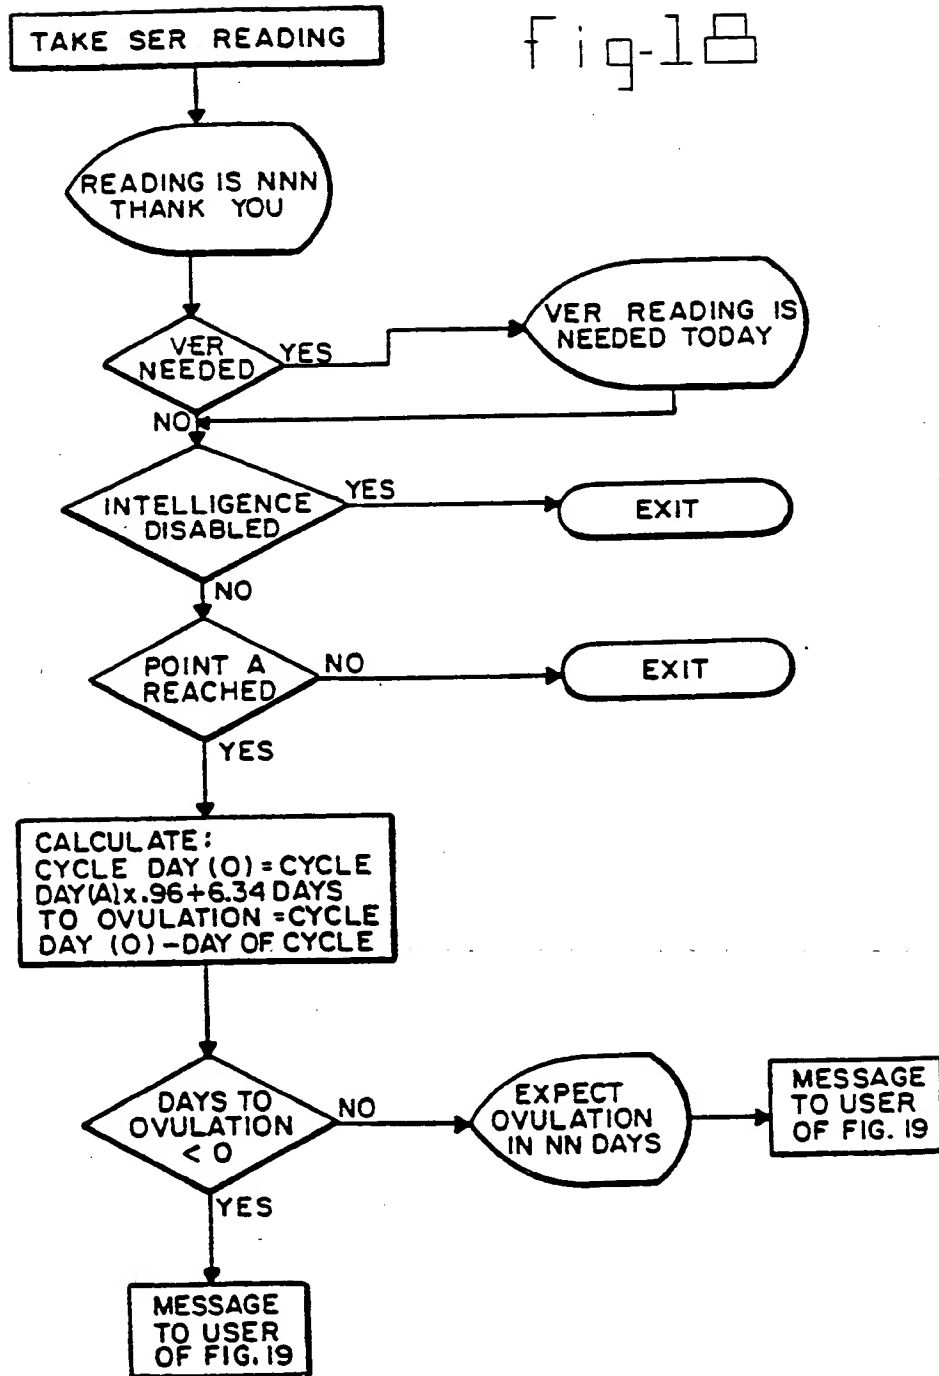 TAKE SER READING
Fig-18
READING IS NNN
THANK YOU
VER
NEEDED
YES
VER READING IS
NEEDED TODAY
NO
INTELLIGENCE
DISABLED
YES
EXIT
NO
POINT A
REACHED
NO
EXIT
YES
CALCULATE:
CYCLE DAY (O) = CYCLE
DAY(A)x.96+6.34 DAYS
TO OVULATION = CYCLE
DAY (O) - DAY OF CYCLE
DAYS TO
OVULATION
< O
NO
EXPECT
OVULATION
IN NN DAYS
MESSAGE
TO USER
OF FIG. 19
YES
MESSAGE
TO USER
OF FIG. 19